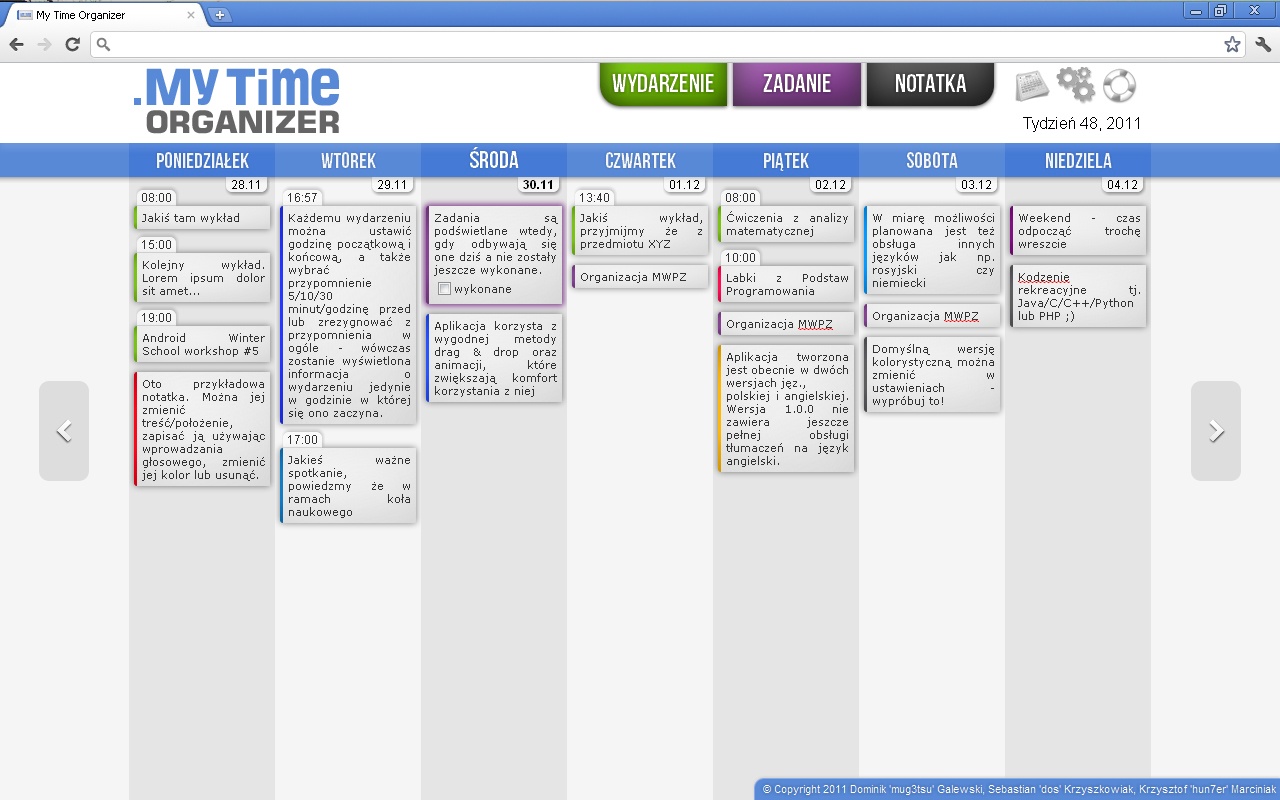 My Time Organizer
.My Time
ORGANIZER
WYDARZENIE
ZADANIE
NOTATKA
Tydzień 48, 2011
PONIEDZIAŁEK
WTOREK
ŚRODA
CZWARTEK
PIĄTEK
SOBOTA
NIEDZIELA
28.11
08:00
Jakiś tam wykład
15:00
Kolejny wykład.
Lorem ipsum dolor
sit amet...
19:00
Android Winter
School workshop #5
Oto przykładowa
notatka. Można jej
zmienić
treść/położenie,
zapisać ją używając
wprowadzania
głosowego, zmienić
jej kolor lub usunąć.
29.11
16:57
Każdemu wydarzeniu
można ustawić
godzinę początkową i
końcową, a także
wybrać
przypomnienie
5/10/30
minut/godzinę przed
lub zrezygnować z
przypomnienia w
ogóle - wówczas
zostanie wyświetlona
informacja o
wydarzeniu jedynie
w godzinie w której
się ono zaczyna.
17:00
Jakieś ważne
spotkanie,
powiedzmy że w
ramach koła
naukowego
30.11
Zadania są
podświetlane wtedy,
gdy odbywają się
one dziś a nie zostały
jeszcze wykonane.
wykonane
Aplikacja korzysta z
wygodnej metody
drag & drop oraz
animacji, które
zwiększają komfort
korzystania z niej
01.12
13:40
Jakiś wykład,
przyjmijmy że z
przedmiotu XYZ
Organizacja MWPZ
02.12
08:00
Ćwiczenia z analizy
matematycznej
10:00
Labki z Podstaw
Programowania
Organizacja MWPZ
Aplikacja tworzona
jest obecnie w dwóch
wersjach jęz.,
polskiej i angielskiej.
Wersja 1.0.0 nie
zawiera jeszcze
pełnej obsługi
tłumaczeń na język
angielski.
03.12
W miarę możliwości
planowana jest też
obsługa innych
języków jak np.
rosyjski czy
niemiecki
Organizacja MWPZ
Domyślną wersję
kolorystyczną można
zmienić w
ustawieniach -
wypróbuj to!
04.12
Weekend - czas
odpocząć trochę
wreszcie
Kodzenie
rekreacyjne tj.
Java/C/C++/Python
lub PHP ;)
© Copyright 2011 Dominik 'mug3tsu' Galewski, Sebastian 'dos' Krzyszkowiak, Krzysztof 'hun7er' Marciniak